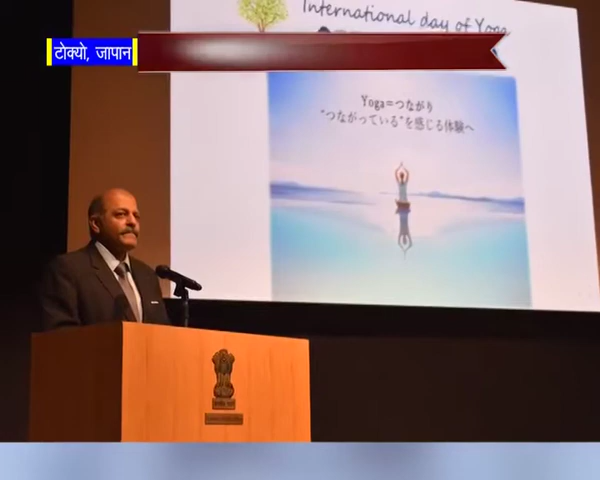 International day of Yoga
टोक्यो, जापान
Yoga=つながり
"つながっている"を感じる体験へ